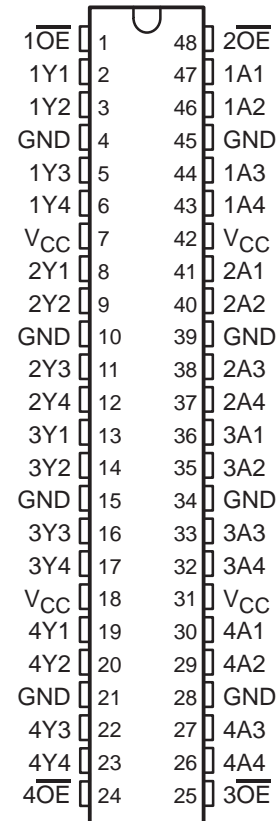 1O̅E̅ 1 48 2O̅E̅
1Y1 2 47 1A1
1Y2 3 46 1A2
GND 4 45 GND
1Y3 5 44 1A3
1Y4 6 43 1A4
VCC 7 42 VCC
2Y1 8 41 2A1
2Y2 9 40 2A2
GND 10 39 GND
2Y3 11 38 2A3
2Y4 12 37 2A4
3Y1 13 36 3A1
3Y2 14 35 3A2
GND 15 34 GND
3Y3 16 33 3A3
3Y4 17 32 3A4
VCC 18 31 VCC
4Y1 19 30 4A1
4Y2 20 29 4A2
GND 21 28 GND
4Y3 22 27 4A3
4Y4 23 26 4A4
4O̅E̅ 24 25 3O̅E̅